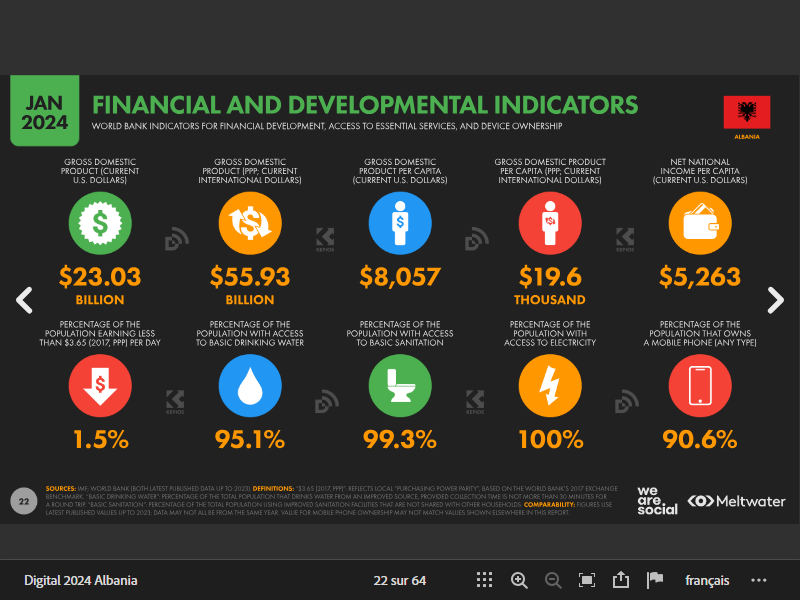 JAN
2024
FINANCIAL AND DEVELOPMENTAL INDICATORS
WORLD BANK INDICATORS FOR FINANCIAL DEVELOPMENT, ACCESS TO ESSENTIAL SERVICES, AND DEVICE OWNERSHIP
ALBANIA
GROSS DOMESTIC
PRODUCT (CURRENT
U.S. DOLLARS)
$23.03
BILLION
GROSS DOMESTIC
PRODUCT (PPP; CURRENT
INTERNATIONAL DOLLARS)
$55.93
BILLION
GROSS DOMESTIC
PRODUCT PER CAPITA
(CURRENT U.S. DOLLARS)
$8,057
GROSS DOMESTIC PRODUCT
PER CAPITA (PPP; CURRENT
INTERNATIONAL DOLLARS)
$19.6
THOUSAND
NET NATIONAL
INCOME PER CAPITA
(CURRENT U.S. DOLLARS)
$5,263
PERCENTAGE OF THE
POPULATION EARNING LESS
THAN $3.65 (2017, PPP) PER DAY
1.5%
PERCENTAGE OF THE
POPULATION WITH ACCESS
TO BASIC DRINKING WATER
95.1%
PERCENTAGE OF THE
POPULATION WITH ACCESS
TO BASIC SANITATION
99.3%
PERCENTAGE OF THE
POPULATION WITH
ACCESS TO ELECTRICITY
100%
PERCENTAGE OF THE
POPULATION THAT OWNS
A MOBILE PHONE (ANY TYPE)
90.6%
KEPIOS
KEPIOS
KEPIOS
KEPIOS
22
SOURCES: IMF; WORLD BANK (BOTH LATEST PUBLISHED DATA UP TO 2023). DEFINITIONS: "$3.65 (2017, PPP)": REFLECTS LOCAL "PURCHASING POWER PARITY", BASED ON THE WORLD BANK'S 2017 EXCHANGE
BENCHMARK. "BASIC DRINKING WATER": PERCENTAGE OF THE TOTAL POPULATION THAT DRINKS WATER FROM AN IMPROVED SOURCE, PROVIDED COLLECTION TIME IS NOT MORE THAN 30 MINUTES FOR
A ROUND TRIP. "BASIC SANITATION": PERCENTAGE OF THE TOTAL POPULATION USING IMPROVED SANITATION FACILITIES THAT ARE NOT SHARED WITH OTHER HOUSEHOLDS. COMPARABILITY: FIGURES USE
LATEST PUBLISHED VALUES UP TO 2023; DATA MAY NOT ALL BE FROM THE SAME YEAR. VALUE FOR MOBILE PHONE OWNERSHIP MAY NOT MATCH VALUES SHOWN ELSEWHERE IN THIS REPORT.
we
are.
social
Meltwater
Digital 2024 Albania
22 sur 64
français